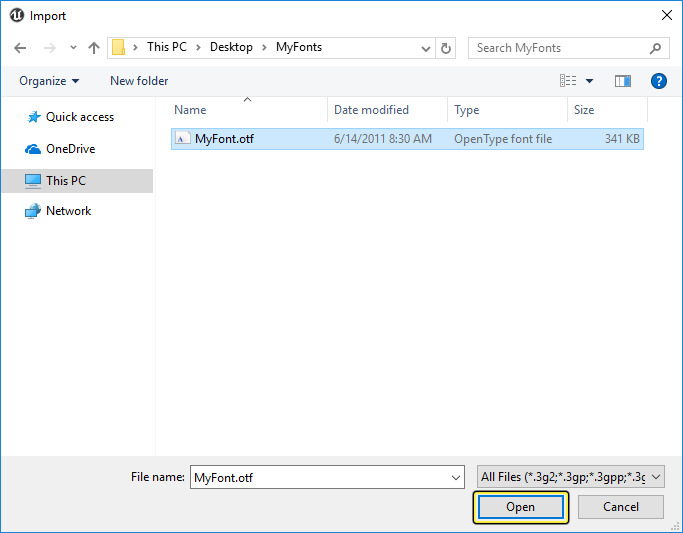 Import
This PC Desktop MyFonts
Search MyFonts
Organize New folder
Name Date modified Type Size
Quick access
OneDrive
This PC
Network
MyFont.otf 6/14/2011 8:30 AM OpenType font file 341 KB
File name: MyFont.otf
All Files (*.3g2;*.3gp;*.3gpp;*.3g
Open Cancel